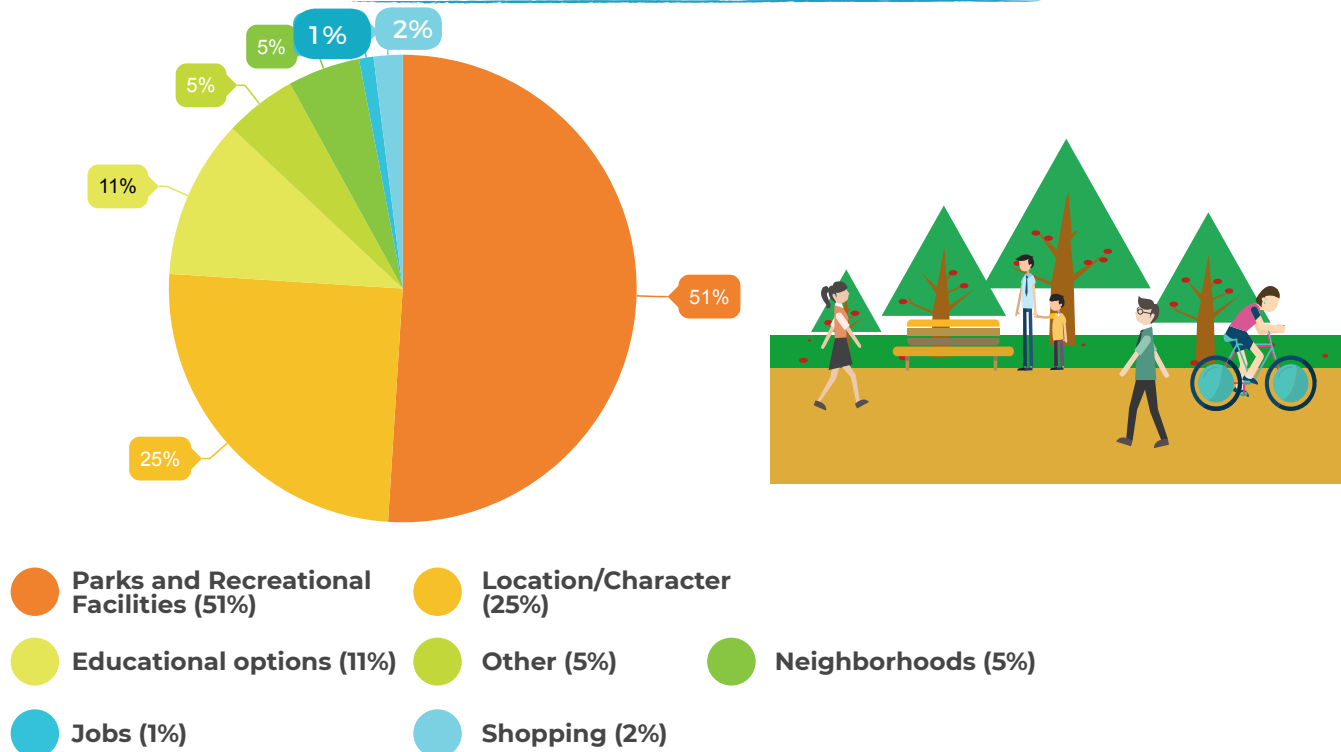 5%
1%
2%
5%
11%
51%
25%
Parks and Recreational
Facilities (51%)
Location/Character
(25%)
Educational options (11%)
Other (5%)
Neighborhoods (5%)
Jobs (1%)
Shopping (2%)